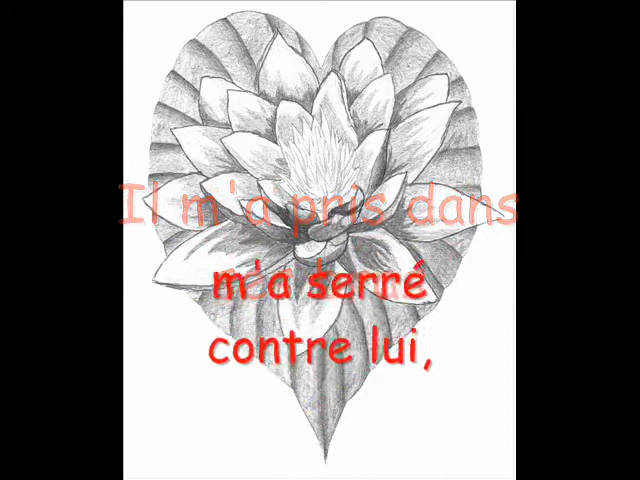 Il m'a pris dans
m'a serré
contre lui,